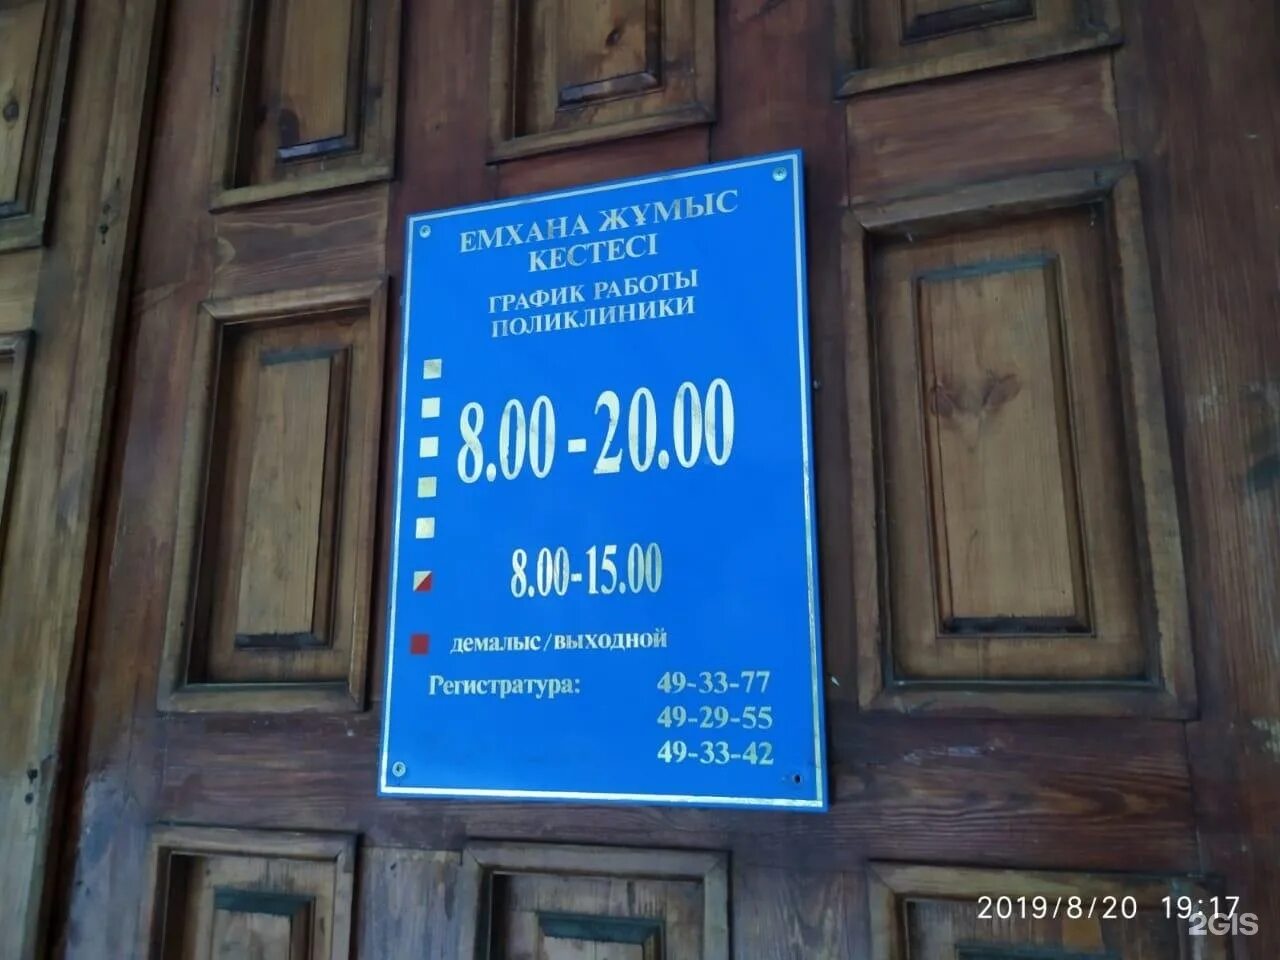 ЕМХАНА ЖҰМЫС
КЕСТЕСІ
ГРАФИК РАБОТЫ
ПОЛИКЛИНИКИ
8.00-20.00
8.00-15.00
демалыс/выходной
Регистратура: 49-33-77
49-29-55
49-33-42
2019/8/20 19:17
2GIS